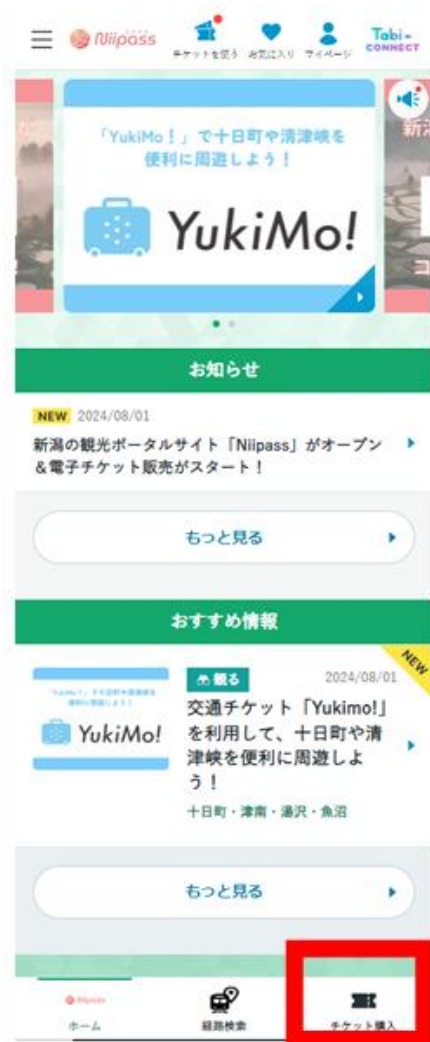 Niipass
チケットを使う お気に入り マイページ
Tabi-
CONNECT
「YukiMo！」で十日町や清津峡を
便利に周遊しよう！
YukiMo!
お知らせ
NEW 2024/08/01
新潟の観光ポータルサイト「Niipass」がオープン
＆電子チケット販売がスタート！
もっと見る
おすすめ情報
NEW
観る 2024/08/01
YukiMo!
交通チケット「Yukimo!」
を利用して、十日町や清
津峡を便利に周遊しよ
う！
十日町・津南・湯沢・魚沼
もっと見る
Niipass
ホーム 経路検索 チケット購入